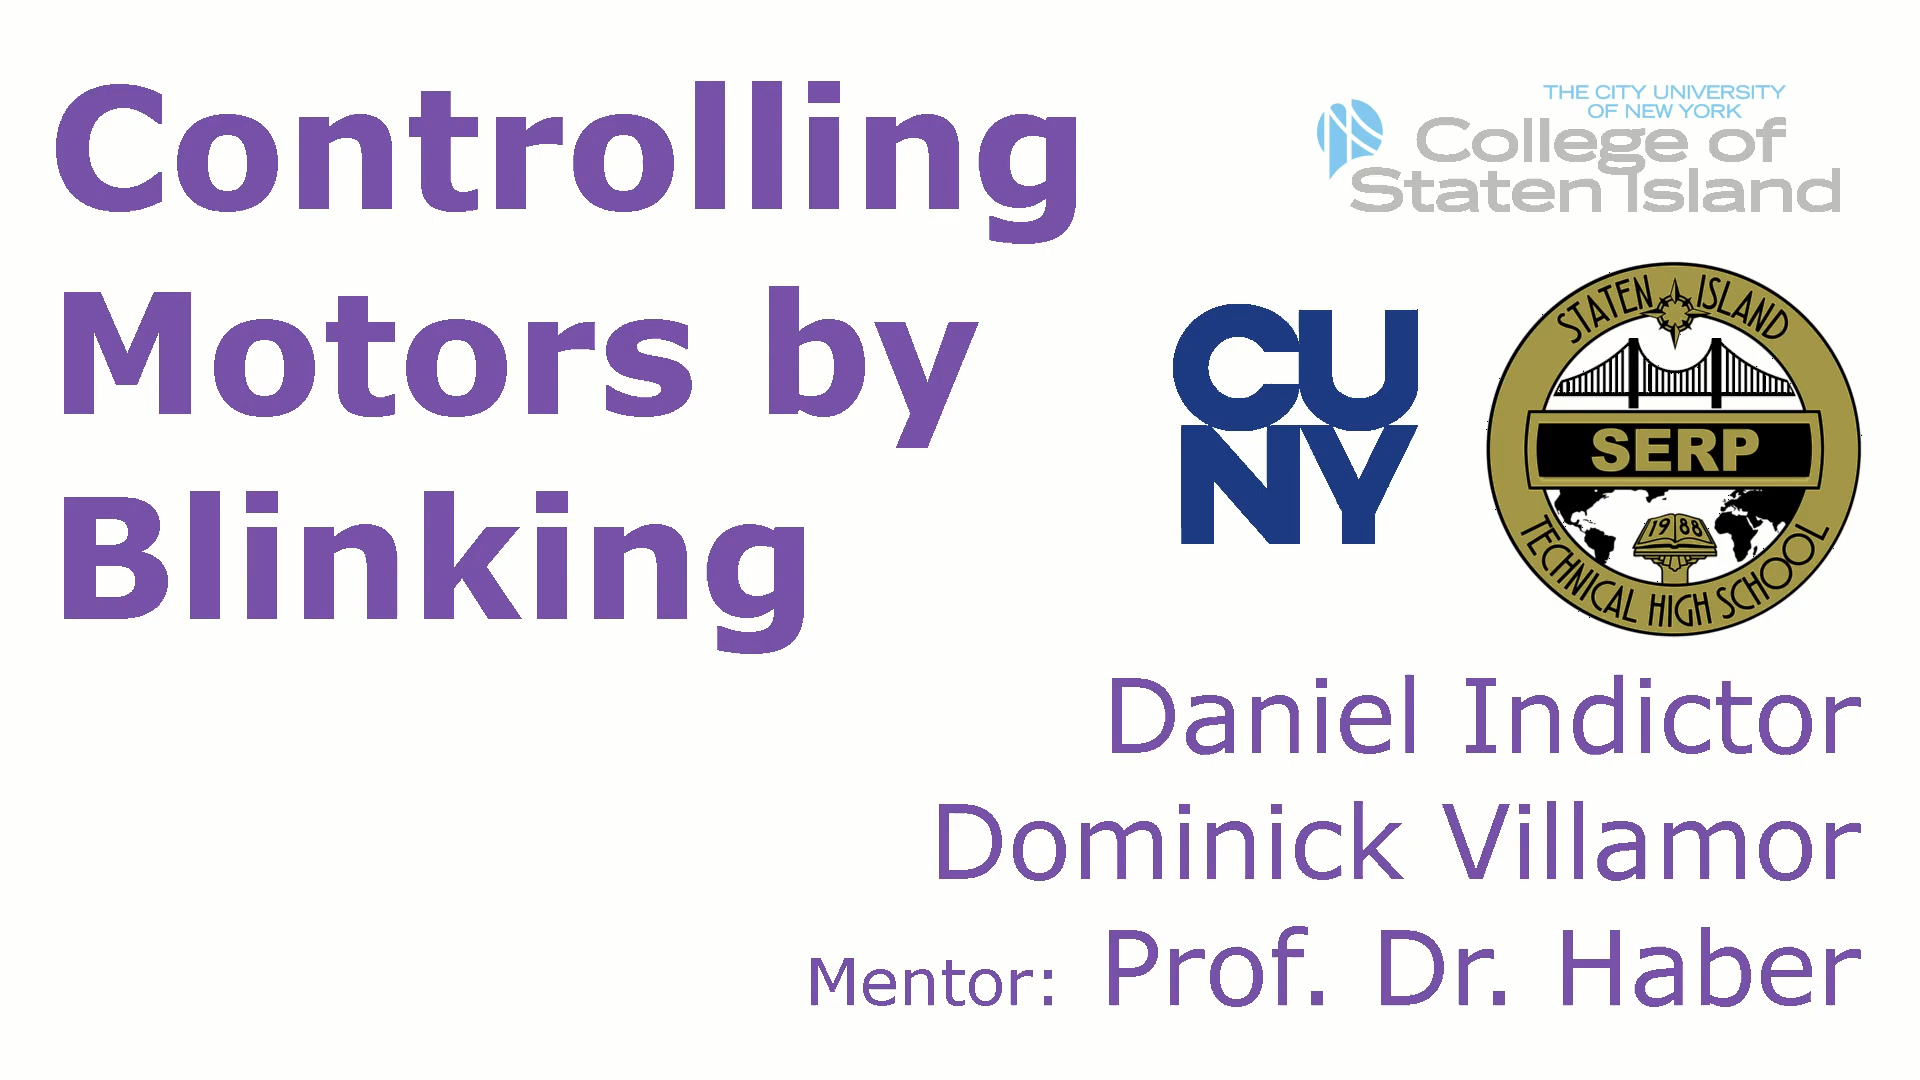 Controlling
Motors by
Blinking
THE CITY UNIVERSITY
OF NEW YORK
College of
Staten Island
CU
NY
STATEN ISLAND
SERP
1988
TECHNICAL HIGH SCHOOL
Daniel Indictor
Dominick Villamor
Mentor: Prof. Dr. Haber